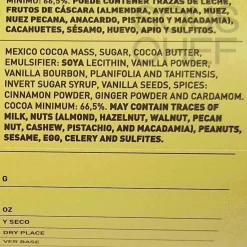 MÍNIMO: 66,5%. PUEDE CONTENER TRAZAS DE LECHE,
FRUTOS DE CÁSCARA (ALMENDRA, AVELLANA, NUEZ,
NUEZ PECANA, ANACARDO, PISTACHO Y MACADAMIA),
CACAHUETES, SÉSAMO, HUEVO, APIO Y SULFITOS.
MEXICO COCOA MASS, SUGAR, COCOA BUTTER,
EMULSIFIER: SOYA LECITHIN, VANILLA POWDER,
VANILLA BOURBON, PLANIFOLIA AND TAHITENSIS,
INVERT SUGAR SYRUP, VANILLA SEEDS, SPICES:
CINNAMON POWDER, GINGER POWDER AND CARDAMOM.
COCOA MINIMUM: 66,5%. MAY CONTAIN TRACES OF
MILK, NUTS (ALMOND, HAZELNUT, WALNUT, PECAN
NUT, CASHEW, PISTACHIO, AND MACADAMIA), PEANUTS,
SESAME, EGG, CELERY AND SULFITES.
G
OZ
Y SECO
DRY PLACE
VER BASE